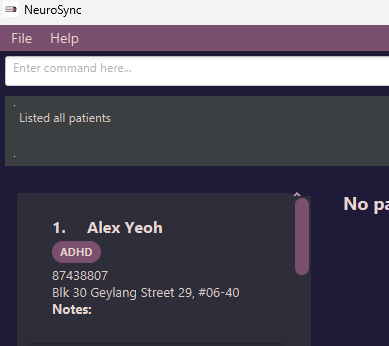 NeuroSync
File Help
Enter command here...
.
Listed all patients
.
1. Alex Yeoh
ADHD
87438807
Blk 30 Geylang Street 29, #06-40
Notes:
No pa